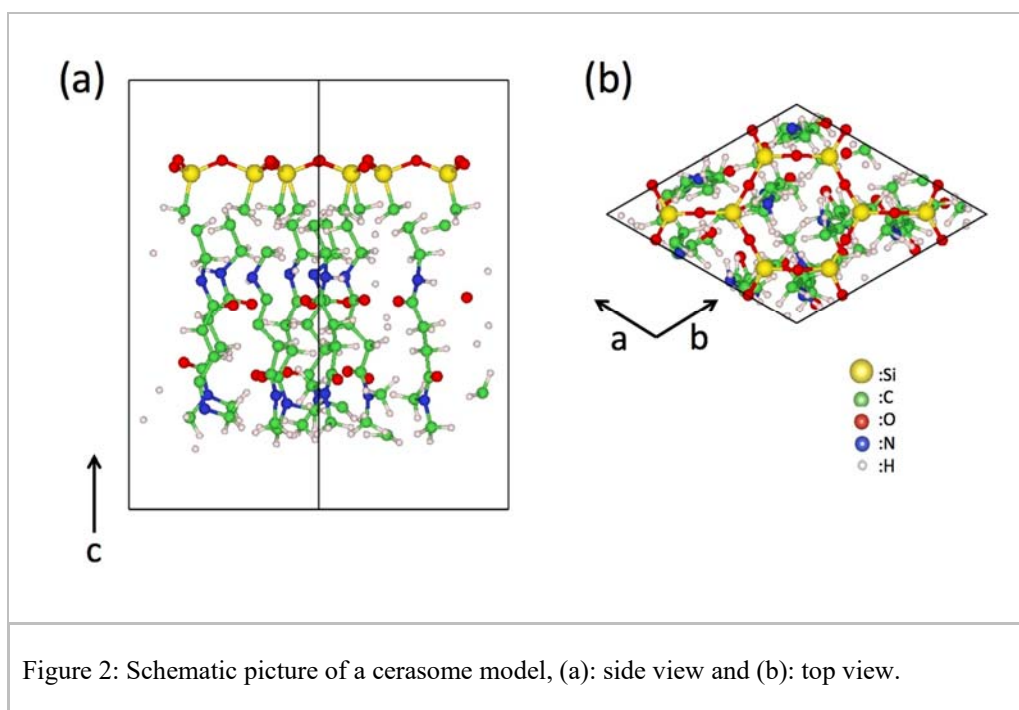 (a)
(b)
c
a
b
:Si
:C
:O
:N
:H
Figure 2: Schematic picture of a cerasome model, (a): side view and (b): top view.